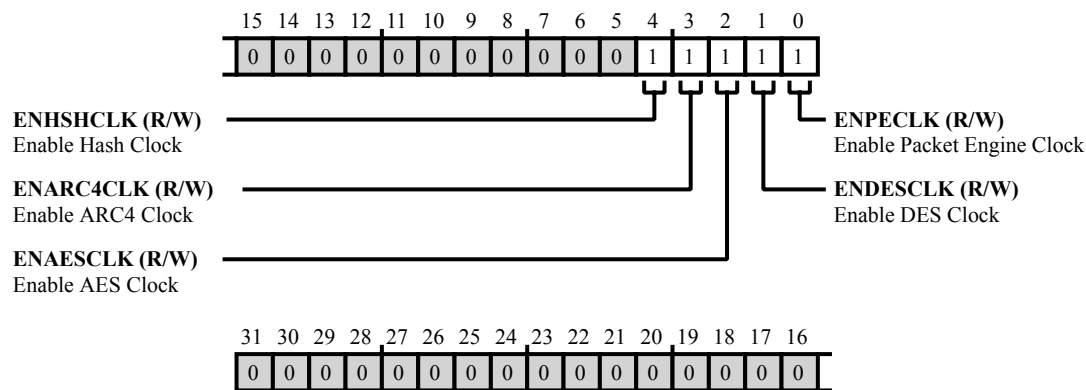 15 14 13 12 11 10 9 8 7 6 5 4 3 2 1 0
0 0 0 0 0 0 0 0 0 0 0 1 1 1 1 1
ENHSHCLK (R/W)
Enable Hash Clock
ENPECLK (R/W)
Enable Packet Engine Clock
ENARC4CLK (R/W)
Enable ARC4 Clock
ENDESCLK (R/W)
Enable DES Clock
ENAESCLK (R/W)
Enable AES Clock
31 30 29 28 27 26 25 24 23 22 21 20 19 18 17 16
0 0 0 0 0 0 0 0 0 0 0 0 0 0 0 0